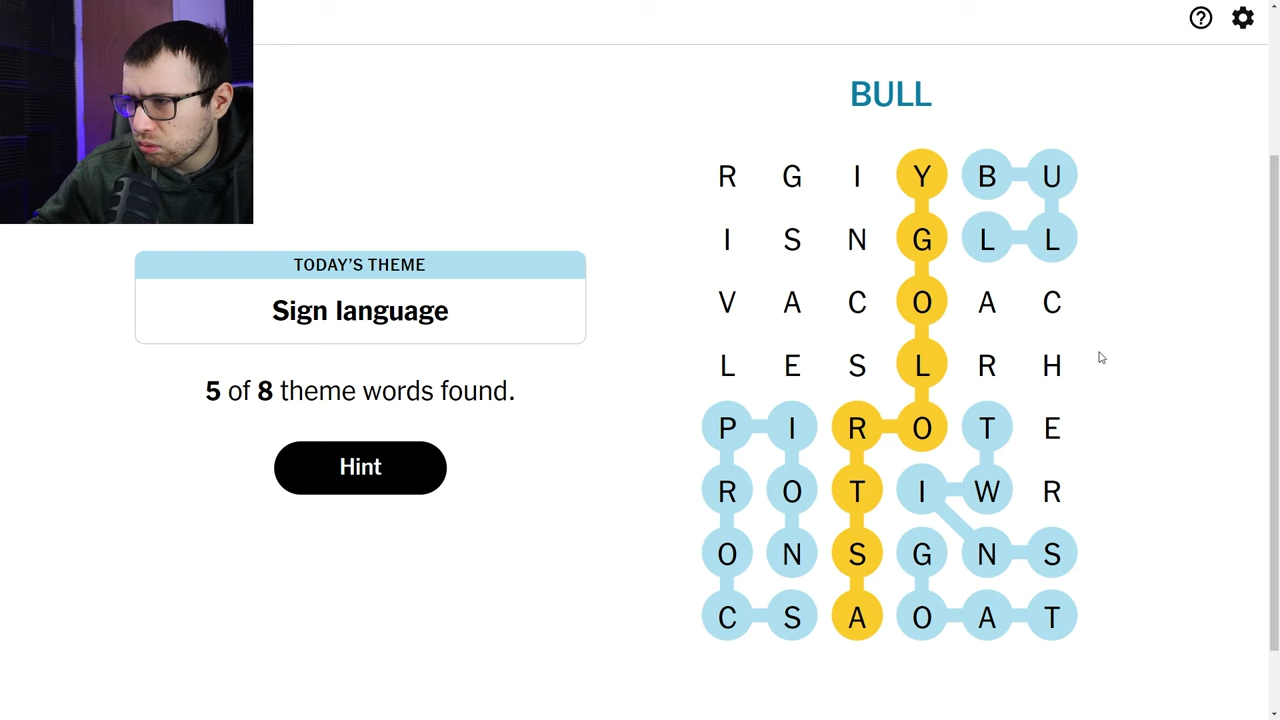 BULL
R G I Y B U
I S N G L L
TODAY'S THEME
Sign language
V A C O A C
L E S L R H
5 of 8 theme words found.
P I R O T E
Hint
R O T I W R
O N S G N S
C S A O A T